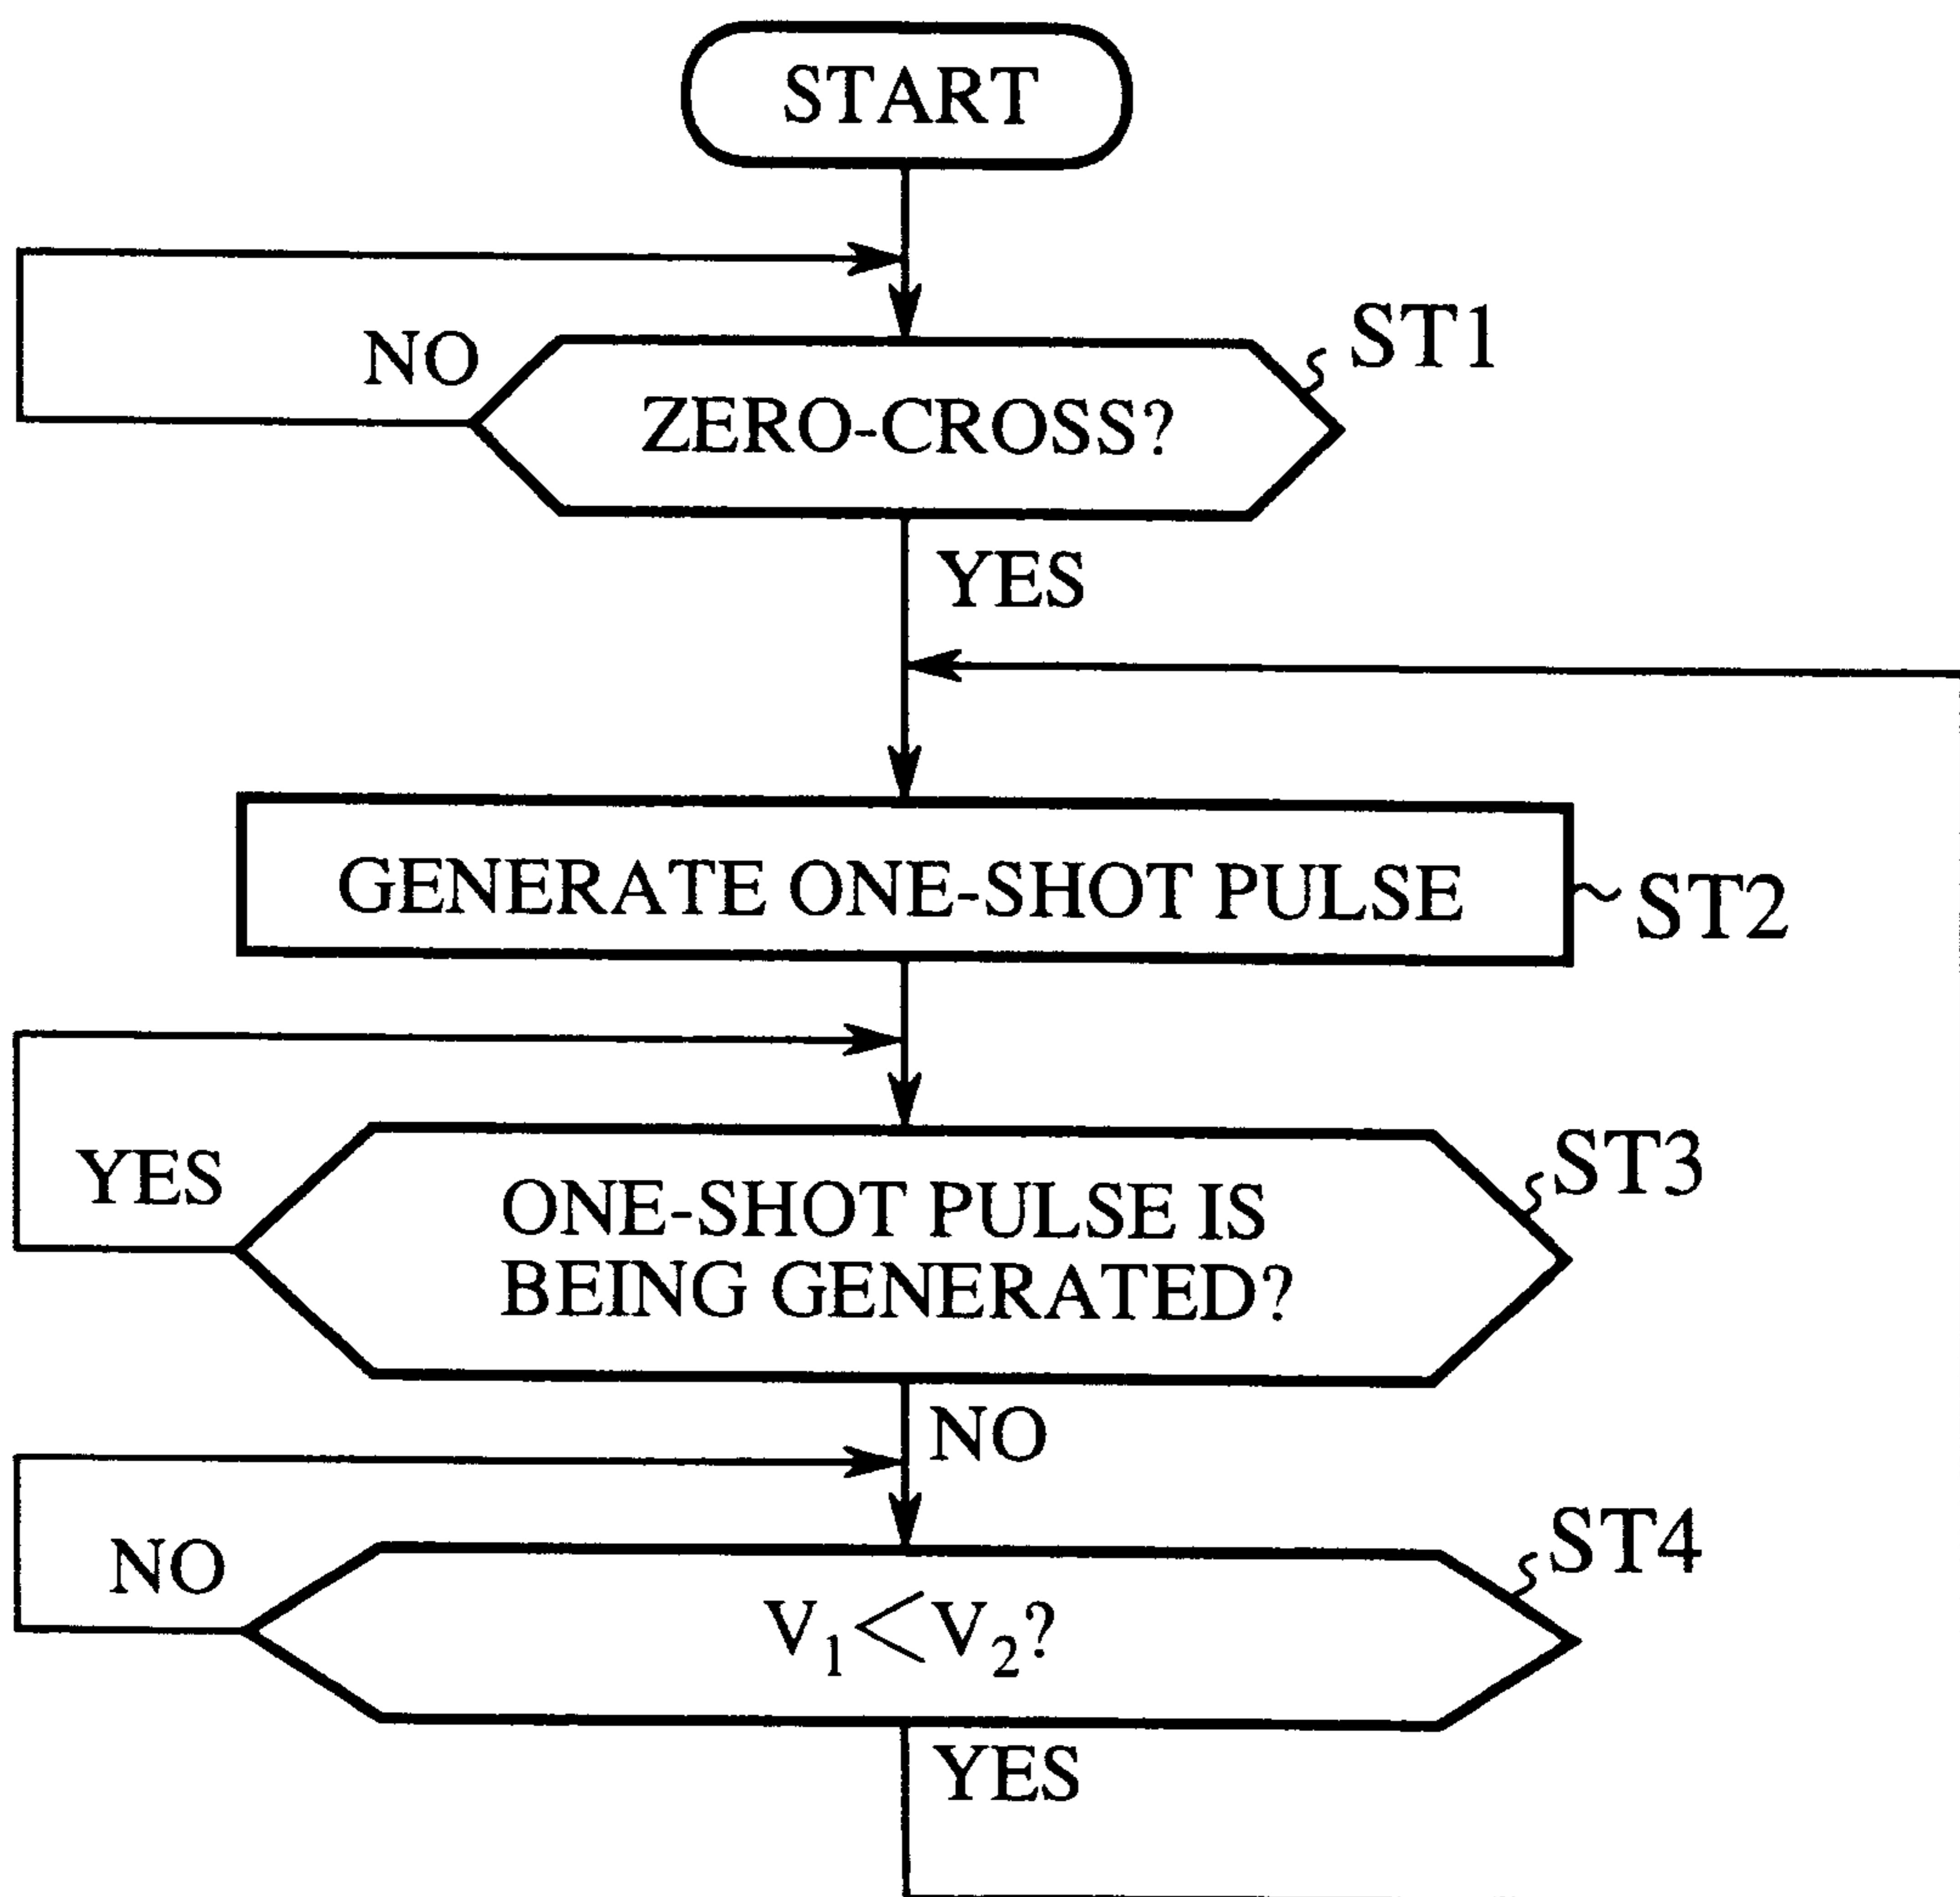 START
NO
ST1
ZERO-CROSS?
YES
GENERATE ONE-SHOT PULSE
ST2
YES
ST3
ONE-SHOT PULSE IS
BEING GENERATED?
NO
NO
ST4
V₁<V₂?
YES